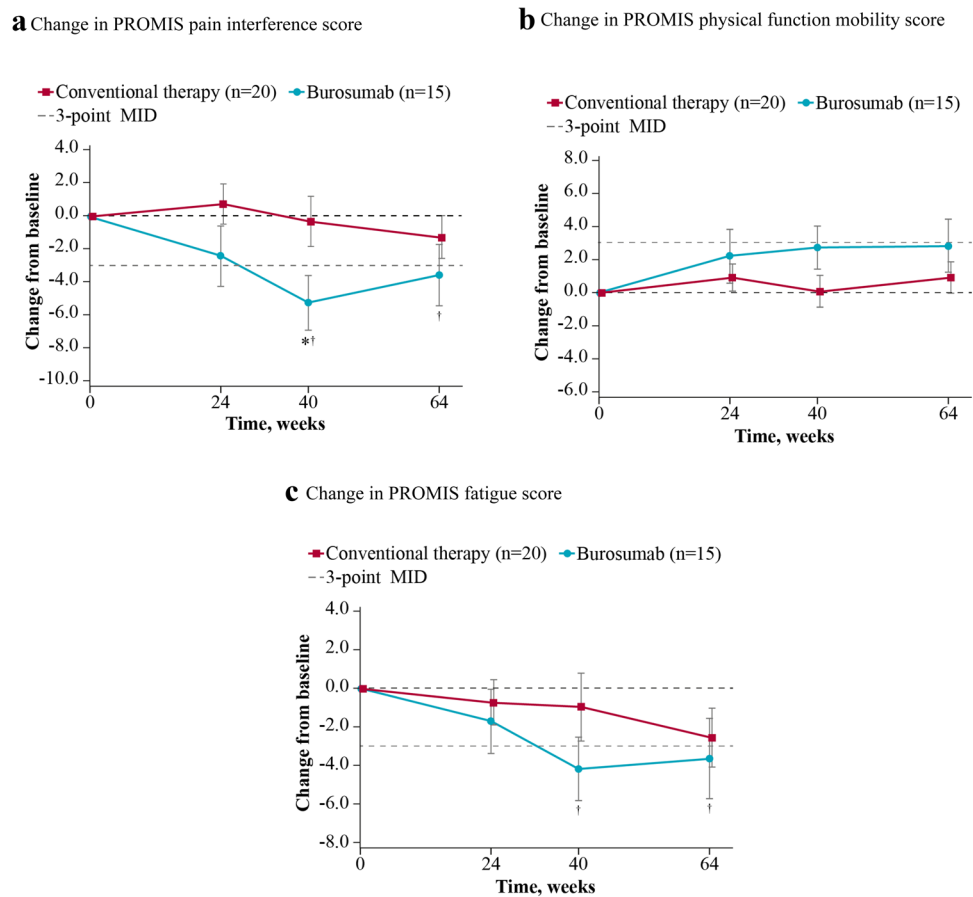 a Change in PROMIS pain interference score
Conventional therapy (n=20) Burosumab (n=15)
3-point MID
4.0
2.0
0.0
-2.0
-4.0
-6.0
-8.0
-10.0
Change from baseline
*†
†
0 24 40 64
Time, weeks
b Change in PROMIS physical function mobility score
Conventional therapy (n=20) Burosumab (n=15)
3-point MID
8.0
6.0
4.0
2.0
0.0
-2.0
-4.0
-6.0
Change from baseline
0 24 40 64
Time, weeks
c Change in PROMIS fatigue score
Conventional therapy (n=20) Burosumab (n=15)
3-point MID
4.0
2.0
0.0
-2.0
-4.0
-6.0
-8.0
Change from baseline
† †
0 24 40 64
Time, weeks